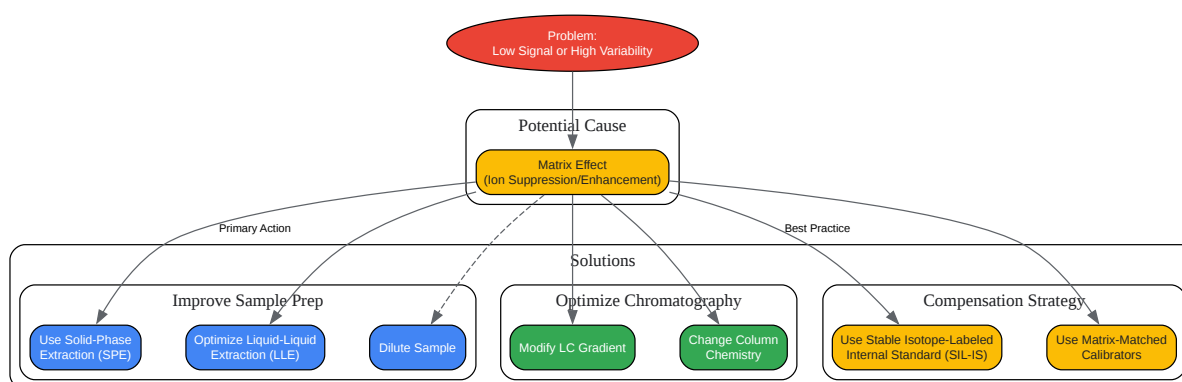 Problem:
Low Signal or High Variability
Potential Cause
Matrix Effect
(Ion Suppression/Enhancement)
Primary Action
Best Practice
Solutions
Improve Sample Prep
Optimize Chromatography
Compensation Strategy
Use Solid-Phase
Extraction (SPE)
Optimize Liquid-Liquid
Extraction (LLE)
Dilute Sample
Modify LC Gradient
Change Column
Chemistry
Use Stable Isotope-Labeled
Internal Standard (SIL-IS)
Use Matrix-Matched
Calibrators